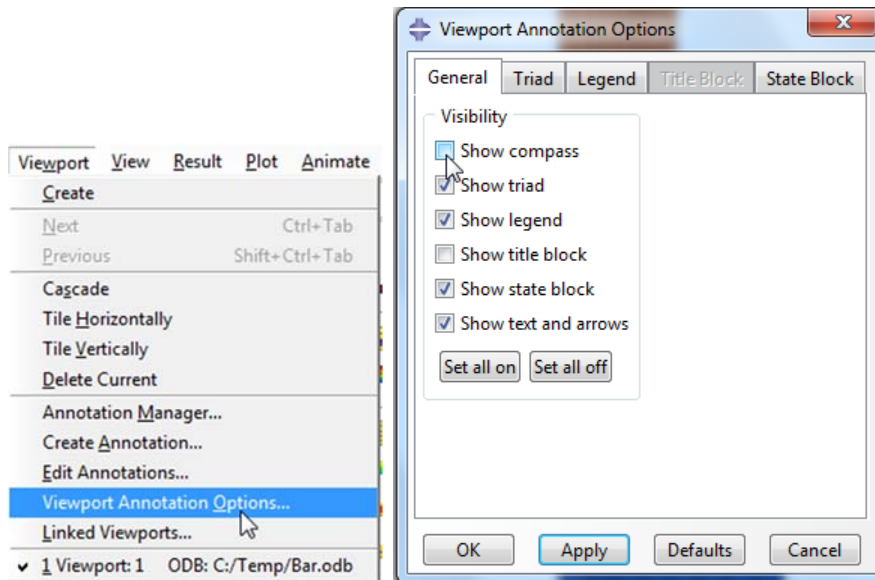 Viewport View Result Plot Animate
Create
Next Ctrl+Tab
Previous Shift+Ctrl+Tab
Cascade
Tile Horizontally
Tile Vertically
Delete Current
Annotation Manager...
Create Annotation...
Edit Annotations...
Viewport Annotation Options...
Linked Viewports...
1 Viewport: 1 ODB: C:/Temp/Bar.odb
Viewport Annotation Options
General Triad Legend Title Block State Block
Visibility
Show compass
Show triad
Show legend
Show title block
Show state block
Show text and arrows
Set all on Set all off
OK Apply Defaults Cancel